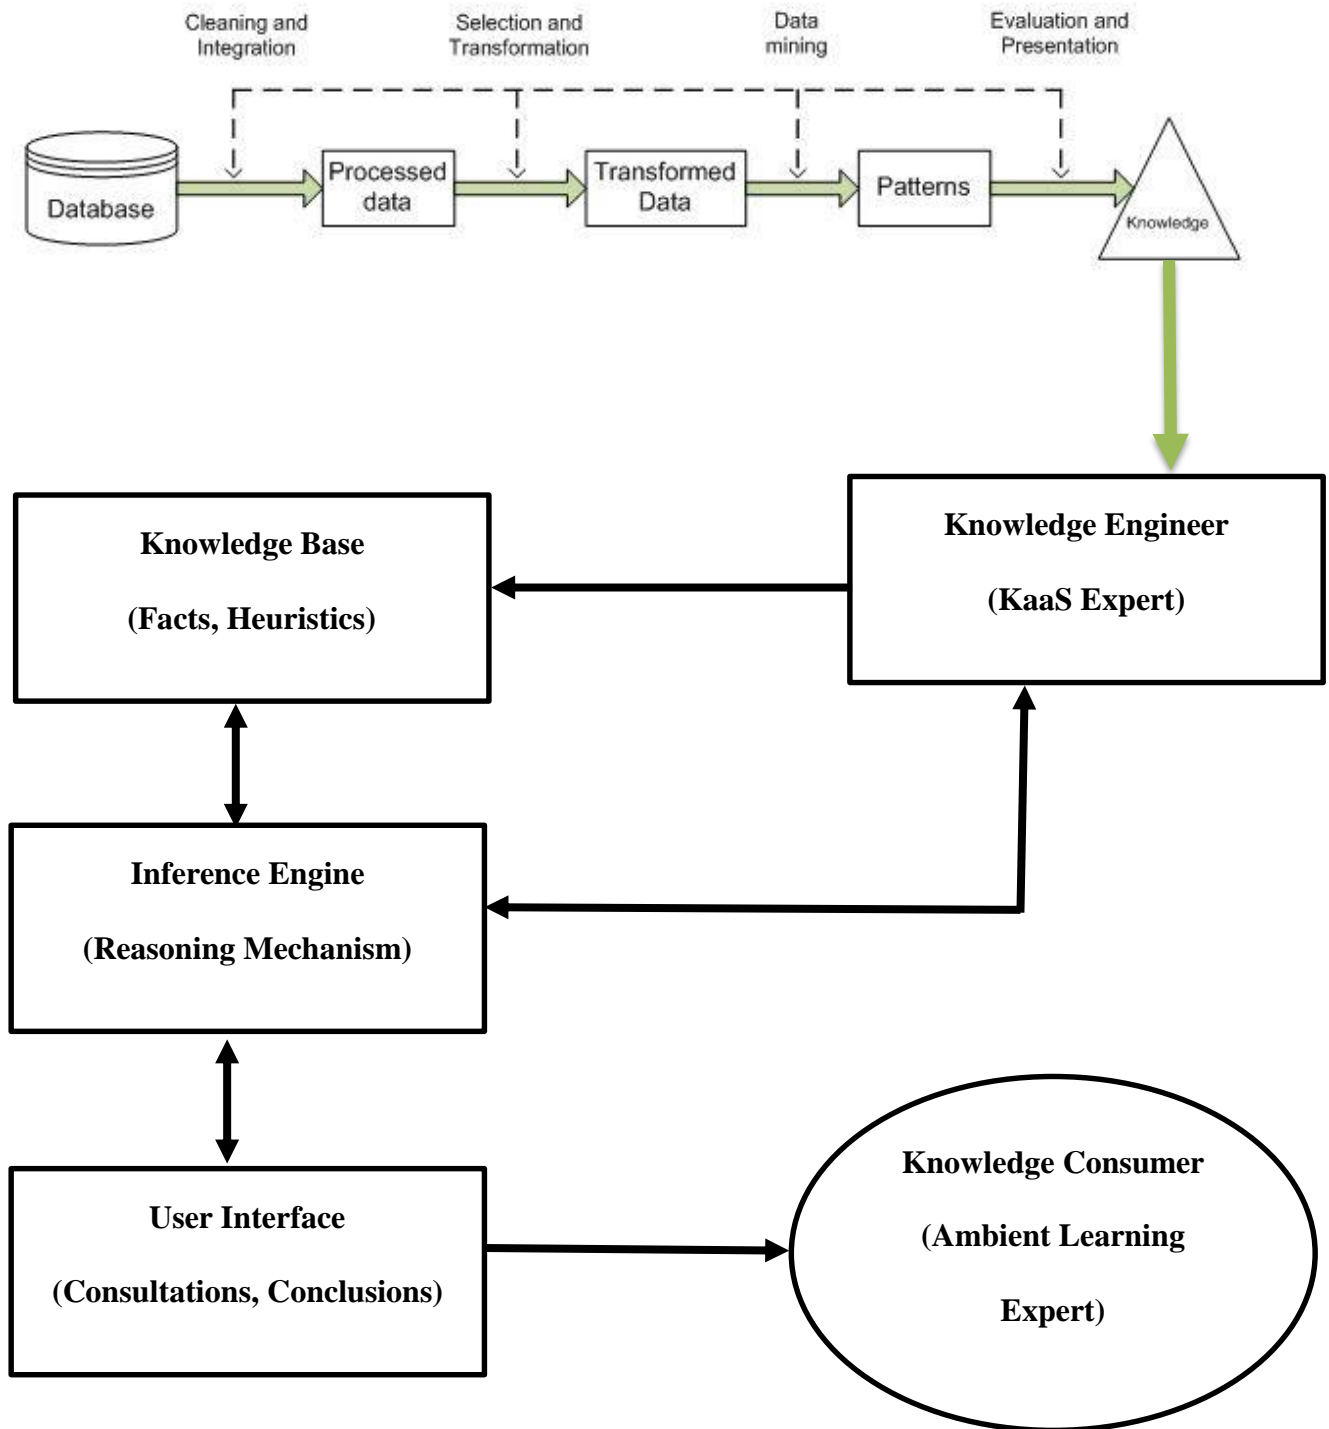 Cleaning and
Integration
Selection and
Transformation
Data
mining
Evaluation and
Presentation
Database
Processed
data
Transformed
Data
Patterns
Knowledge
Knowledge Base
(Facts, Heuristics)
Knowledge Engineer
(KaaS Expert)
Inference Engine
(Reasoning Mechanism)
User Interface
(Consultations, Conclusions)
Knowledge Consumer
(Ambient Learning
Expert)